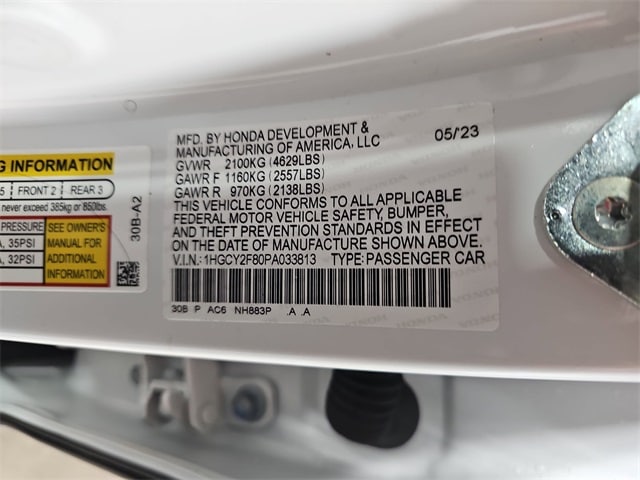 MFD. BY HONDA DEVELOPMENT & 05/'23
MANUFACTURING OF AMERICA, LLC
GVWR 2100KG (4629LBS)
GAWR F 1160KG (2557LBS)
GAWR R 970KG (2138LBS)
THIS VEHICLE CONFORMS TO ALL APPLICABLE
FEDERAL MOTOR VEHICLE SAFETY, BUMPER,
AND THEFT PREVENTION STANDARDS IN EFFECT
ON THE DATE OF MANUFACTURE SHOWN ABOVE.
V.I.N.: 1HGCY2F80PA033813 TYPE: PASSENGER CAR
30B P AC6 NH883P .A .A
G INFORMATION
5 FRONT 2 REAR 3
never exceed 385kg or 850lbs.
PRESSURE
35PSI
32PSI
SEE OWNER'S
MANUAL FOR
ADDITIONAL
INFORMATION
30B-A2
HONDA